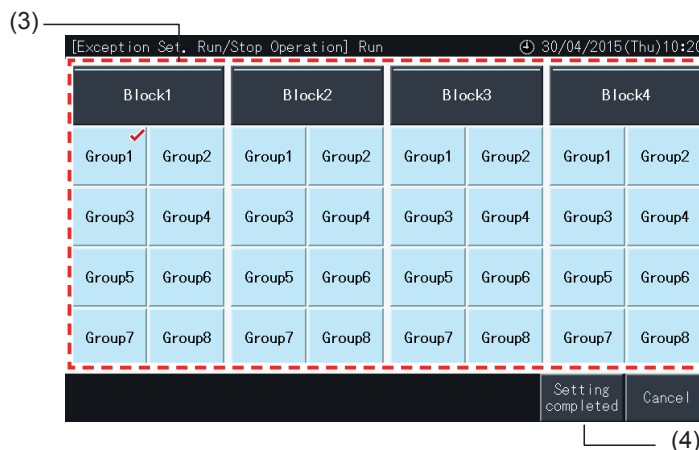 (3)
[Exception Set. Run/Stop Operation] Run 30/04/2015(Thu)10:20
Block1 Block2 Block3 Block4
Group1 Group2 Group1 Group2 Group1 Group2 Group1 Group2
Group3 Group4 Group3 Group4 Group3 Group4 Group3 Group4
Group5 Group6 Group5 Group6 Group5 Group6 Group5 Group6
Group7 Group8 Group7 Group8 Group7 Group8 Group7 Group8
Setting
completed Cancel
(4)